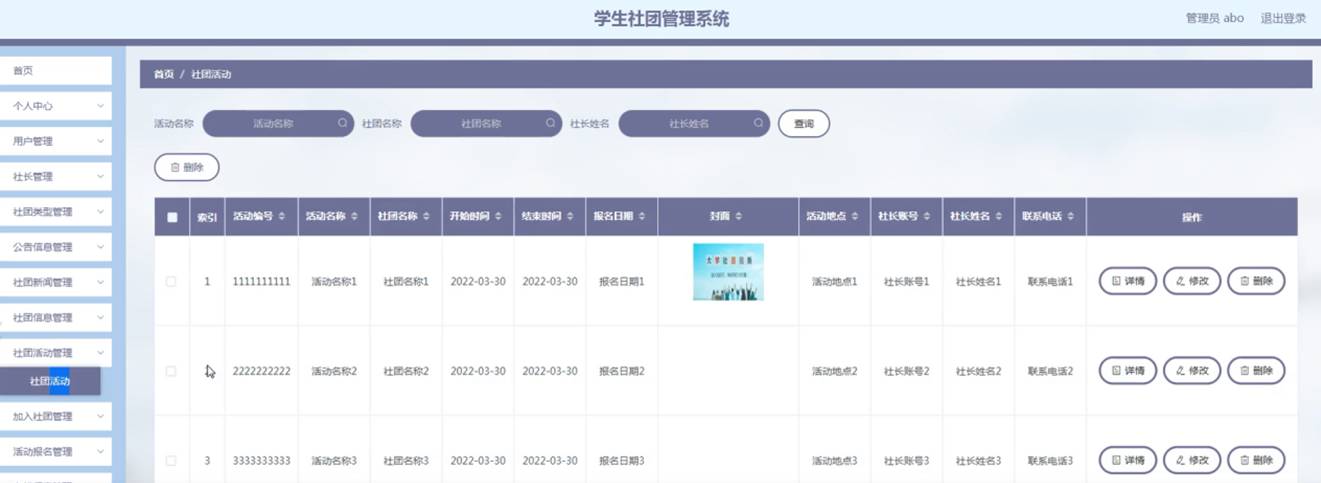 学生社团管理系统
管理员 abo
退出登录
首页
个人中心
用户管理
社长管理
社团类型管理
公告信息管理
社团新闻管理
社团信息管理
社团活动管理
社团活动
加入社团管理
活动报名管理
首页 / 社团活动
活动名称 活动名称 社团名称 社团名称 社长姓名 社长姓名 查询
删除
索引 活动编号 活动名称 社团名称 开始时间 结束时间 报名日期 封面 活动地点 社长账号 社长姓名 联系电话 操作
1 1111111111 活动名称1 社团名称1 2022-03-30 2022-03-30 报名日期1 活动地点1 社长账号1 社长姓名1 联系电话1 详情 修改 删除
2222222222 活动名称2 社团名称2 2022-03-30 2022-03-30 报名日期2 活动地点2 社长账号2 社长姓名2 联系电话2 详情 修改 删除
3 3333333333 活动名称3 社团名称3 2022-03-30 2022-03-30 报名日期3 活动地点3 社长账号3 社长姓名3 联系电话3 详情 修改 删除